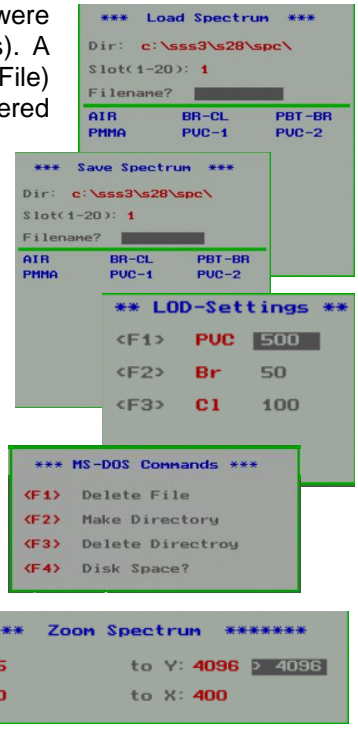 were
s). A
File)
ered
*** Load Spectrum ***
Dir: c:\sss3\s28\spc\
Slot(1-20): 1
Filename?
AIR BR-CL PBT-BR
PMMA PVC-1 PVC-2
*** Save Spectrum ***
Dir: c:\sss3\s28\spc\
Slot(1-20): 1
Filename?
AIR BR-CL PBT-BR
PMMA PVC-1 PVC-2
** LOD-Settings **
<F1> PVC 500
<F2> Br 50
<F3> Cl 100
*** MS-DOS Commands ***
<F1> Delete File
<F2> Make Directory
<F3> Delete Directroy
<F4> Disk Space?
** Zoom Spectrum *******
5 to Y: 4096 > 4096
0 to X: 400